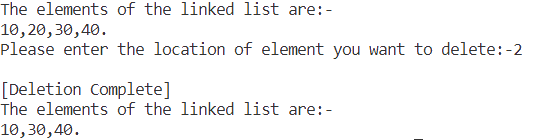 The elements of the linked list are:-
10,20,30,40.
Please enter the location of element you want to delete:-2
[Deletion Complete]
The elements of the linked list are:-
10,30,40.